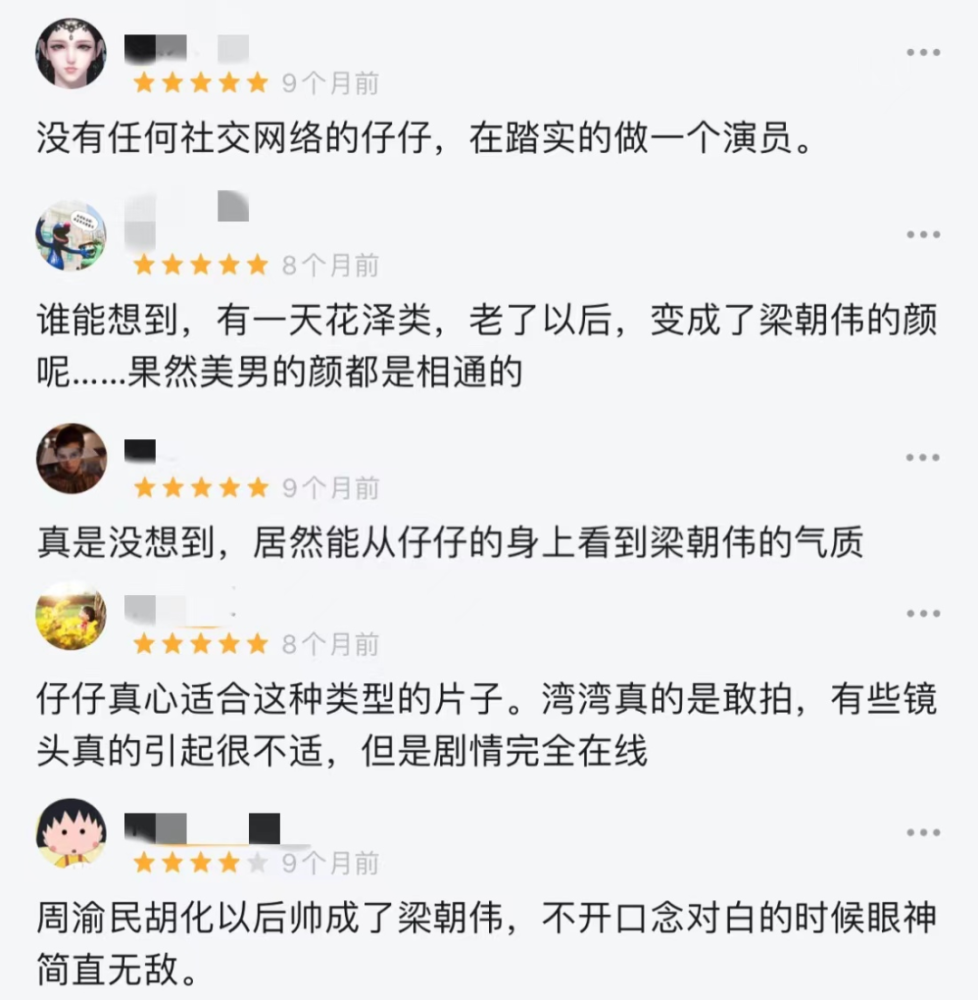 9个月前
没有任何社交网络的仔仔，在踏实的做一个演员。
8个月前
谁能想到，有一天花泽类，老了以后，变成了梁朝伟的颜
呢......果然美男的颜都是相通的
9个月前
真是没想到，居然能从仔仔的身上看到梁朝伟的气质
8个月前
仔仔真心适合这种类型的片子。湾湾真的是敢拍，有些镜
头真的引起很不适，但是剧情完全在线
9个月前
周渝民胡化以后帅成了梁朝伟，不开口念对白的时候眼神
简直无敌。